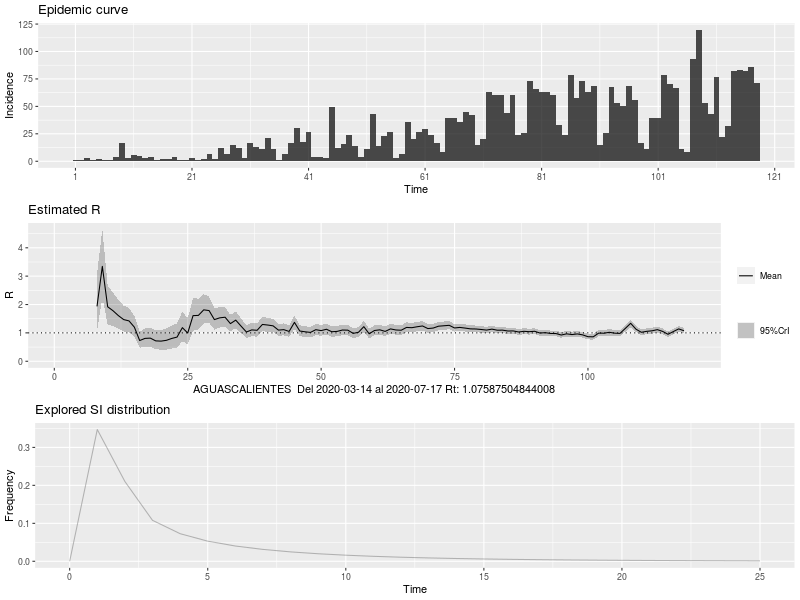 Epidemic curve
125
100
75
50
25
0
Incidence
1 21 41 61 81 101 121
Time
Estimated R
4
3
2
1
0
R
Mean
95%CrI
0 25 50 75 100
AGUASCALIENTES Del 2020-03-14 al 2020-07-17 Rt: 1.07587504844008
Explored SI distribution
0.3
0.2
0.1
0.0
Frequency
0 5 10 15 20 25
Time